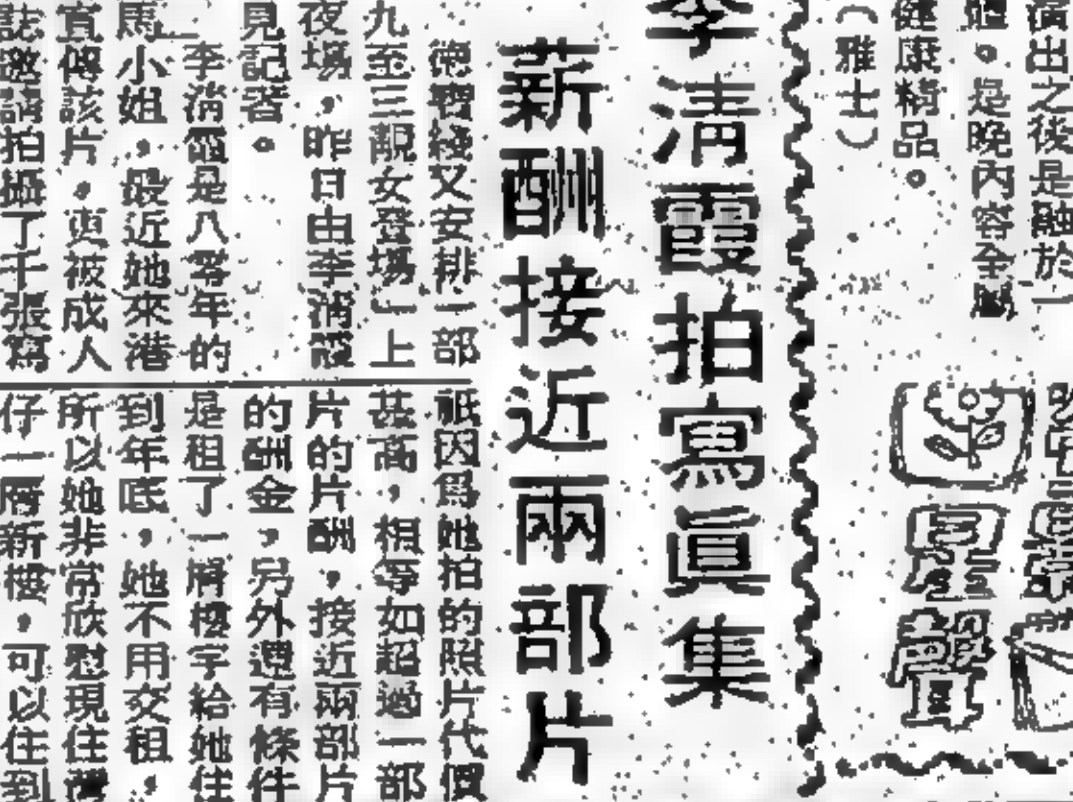 演出之後是融於一
是晚內容全屬
健康精品。
(雅士)
李清霞拍寫眞集
薪酬接近兩部片
德寶綫又安排一部
九至三靚女登場」上
夜場,昨日由李清霞
見記者。
李清霞是八零年的
馬小姐,最近她來港
宣傳該片,更被成人
誌邀請拍攝了千張寫
祇因爲她拍的照片代價
甚高,相等如超過一部
片的片酬,接近兩部片
的酬金,另外還有條件
是租了一層樓宇給她住
到年底,她不用交租,
所以她非常欣慰現住灣
仔一層新樓,可以住到
星聲